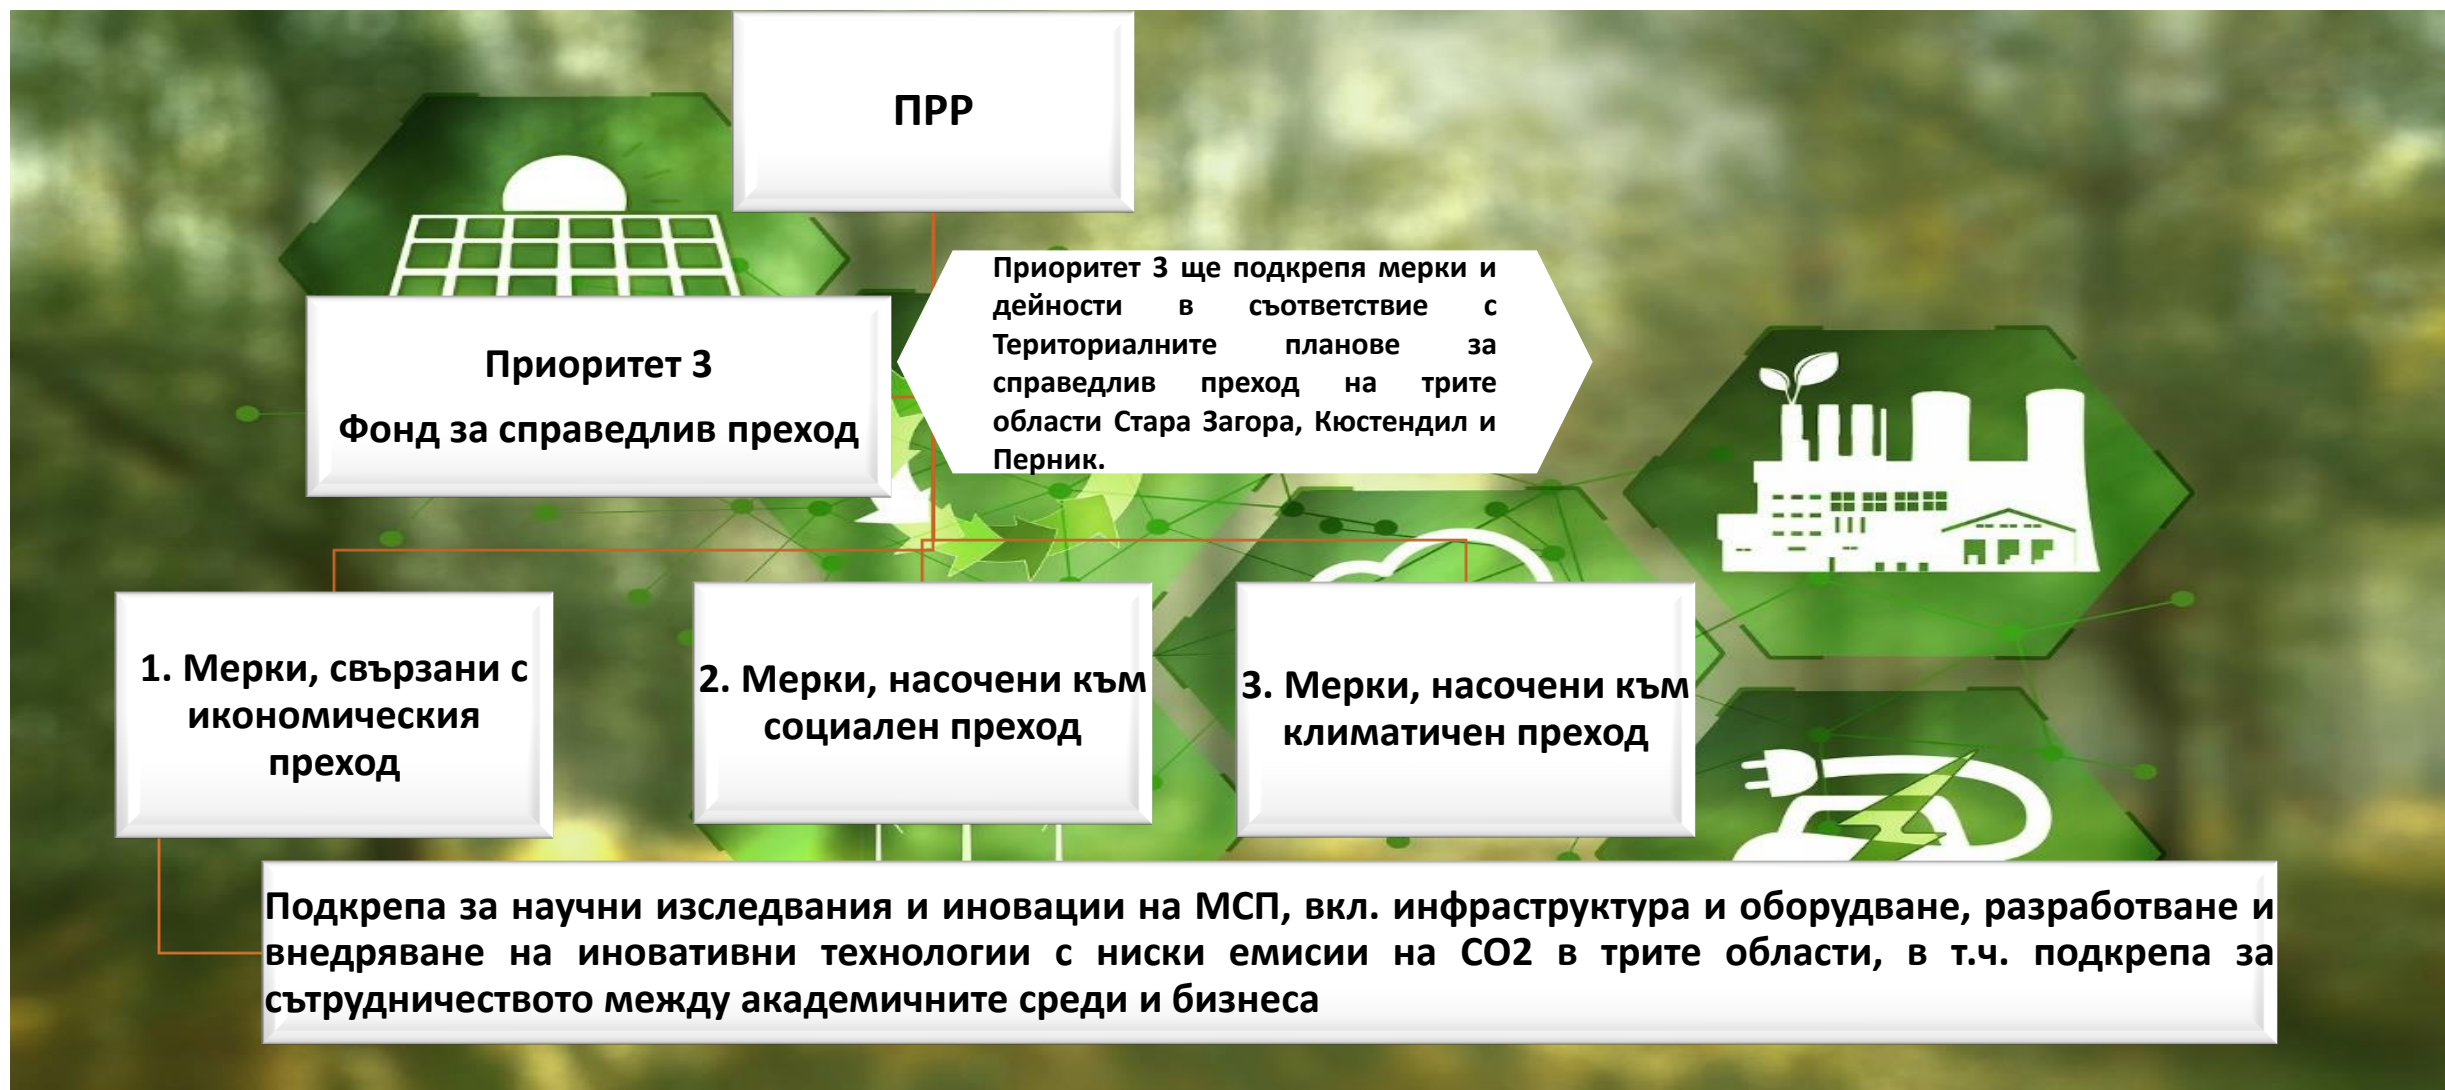 ПРР
Приоритет 3 ще подкрепя мерки и
дейности в съответствие с
Териториалните планове за
справедлив преход на трите
области Стара Загора, Кюстендил и
Перник.
Приоритет 3
Фонд за справедлив преход
1. Мерки, свързани с
икономическия
преход
2. Мерки, насочени към
социален преход
3. Мерки, насочени към
климатичен преход
Подкрепа за научни изследвания и иновации на МСП, вкл. инфраструктура и оборудване, разработване и
внедряване на иновативни технологии с ниски емисии на СО2 в трите области, в т.ч. подкрепа за
сътрудничеството между академичните среди и бизнеса